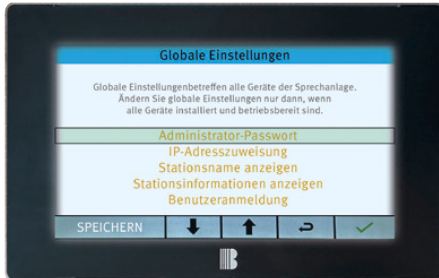 Globale Einstellungen
Globale Einstellungenbetreffen alle Geräte der Sprechanlage.
Ändern Sie globale Einstellungen nur dann, wenn
alle Geräte installiert und betriebsbereit sind.
Administrator-Passwort
IP-Adresszuweisung
Stationsname anzeigen
Stationsinformationen anzeigen
Benutzeranmeldung
SPEICHERN
B